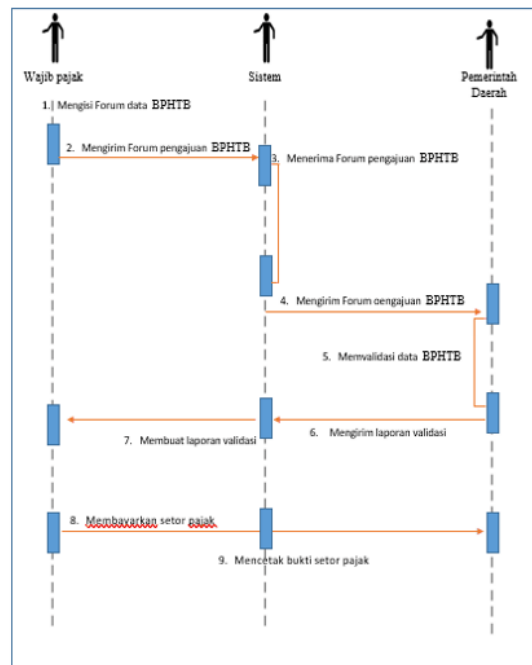 Wajib pajak
Sistem
Pemerintah
Daerah
1. Mengisi Forum data BPHTB
2. Mengirim Forum pengajuan BPHTB
3. Menerima Forum pengajuan BPHTB
4. Mengirim Forum oengajuan BPHTB
5. Memvalidasi data BPHTB
6. Mengirim laporan validasi
7. Membuat laporan validasi
8. Membayarkan setor pajak
9. Mencetak bukti setor pajak